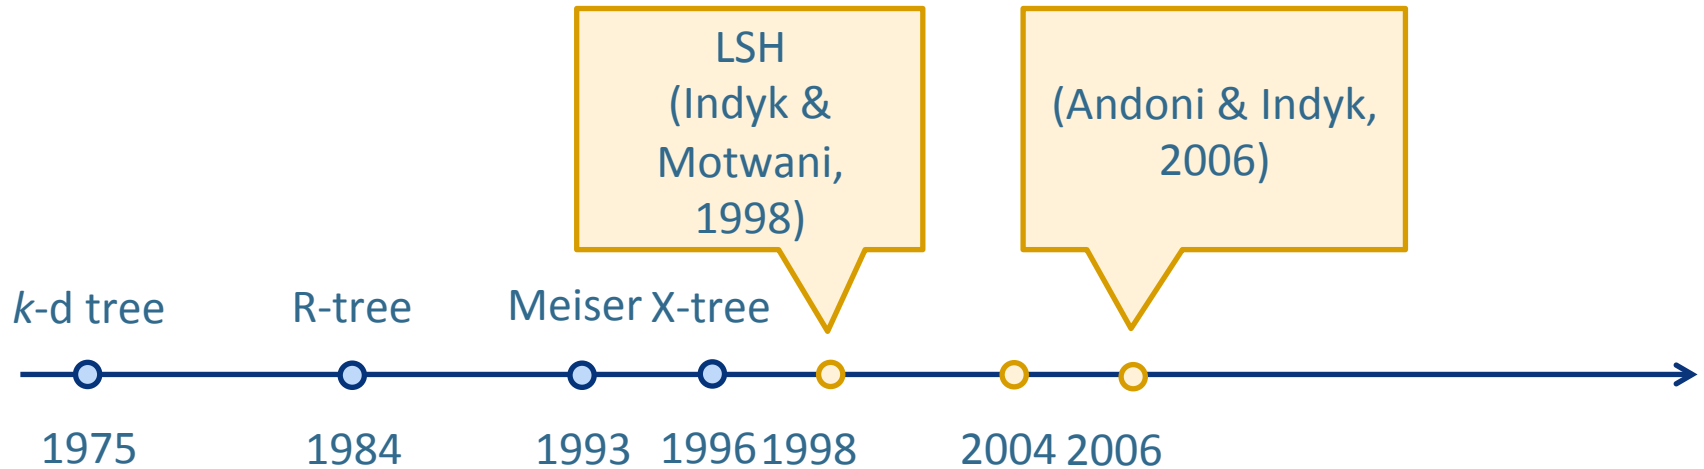 LSH
(Indyk &
Motwani,
1998)
(Andoni & Indyk,
2006)
k-d tree
R-tree
Meiser
X-tree
1975
1984
1993
1996
1998
2004
2006